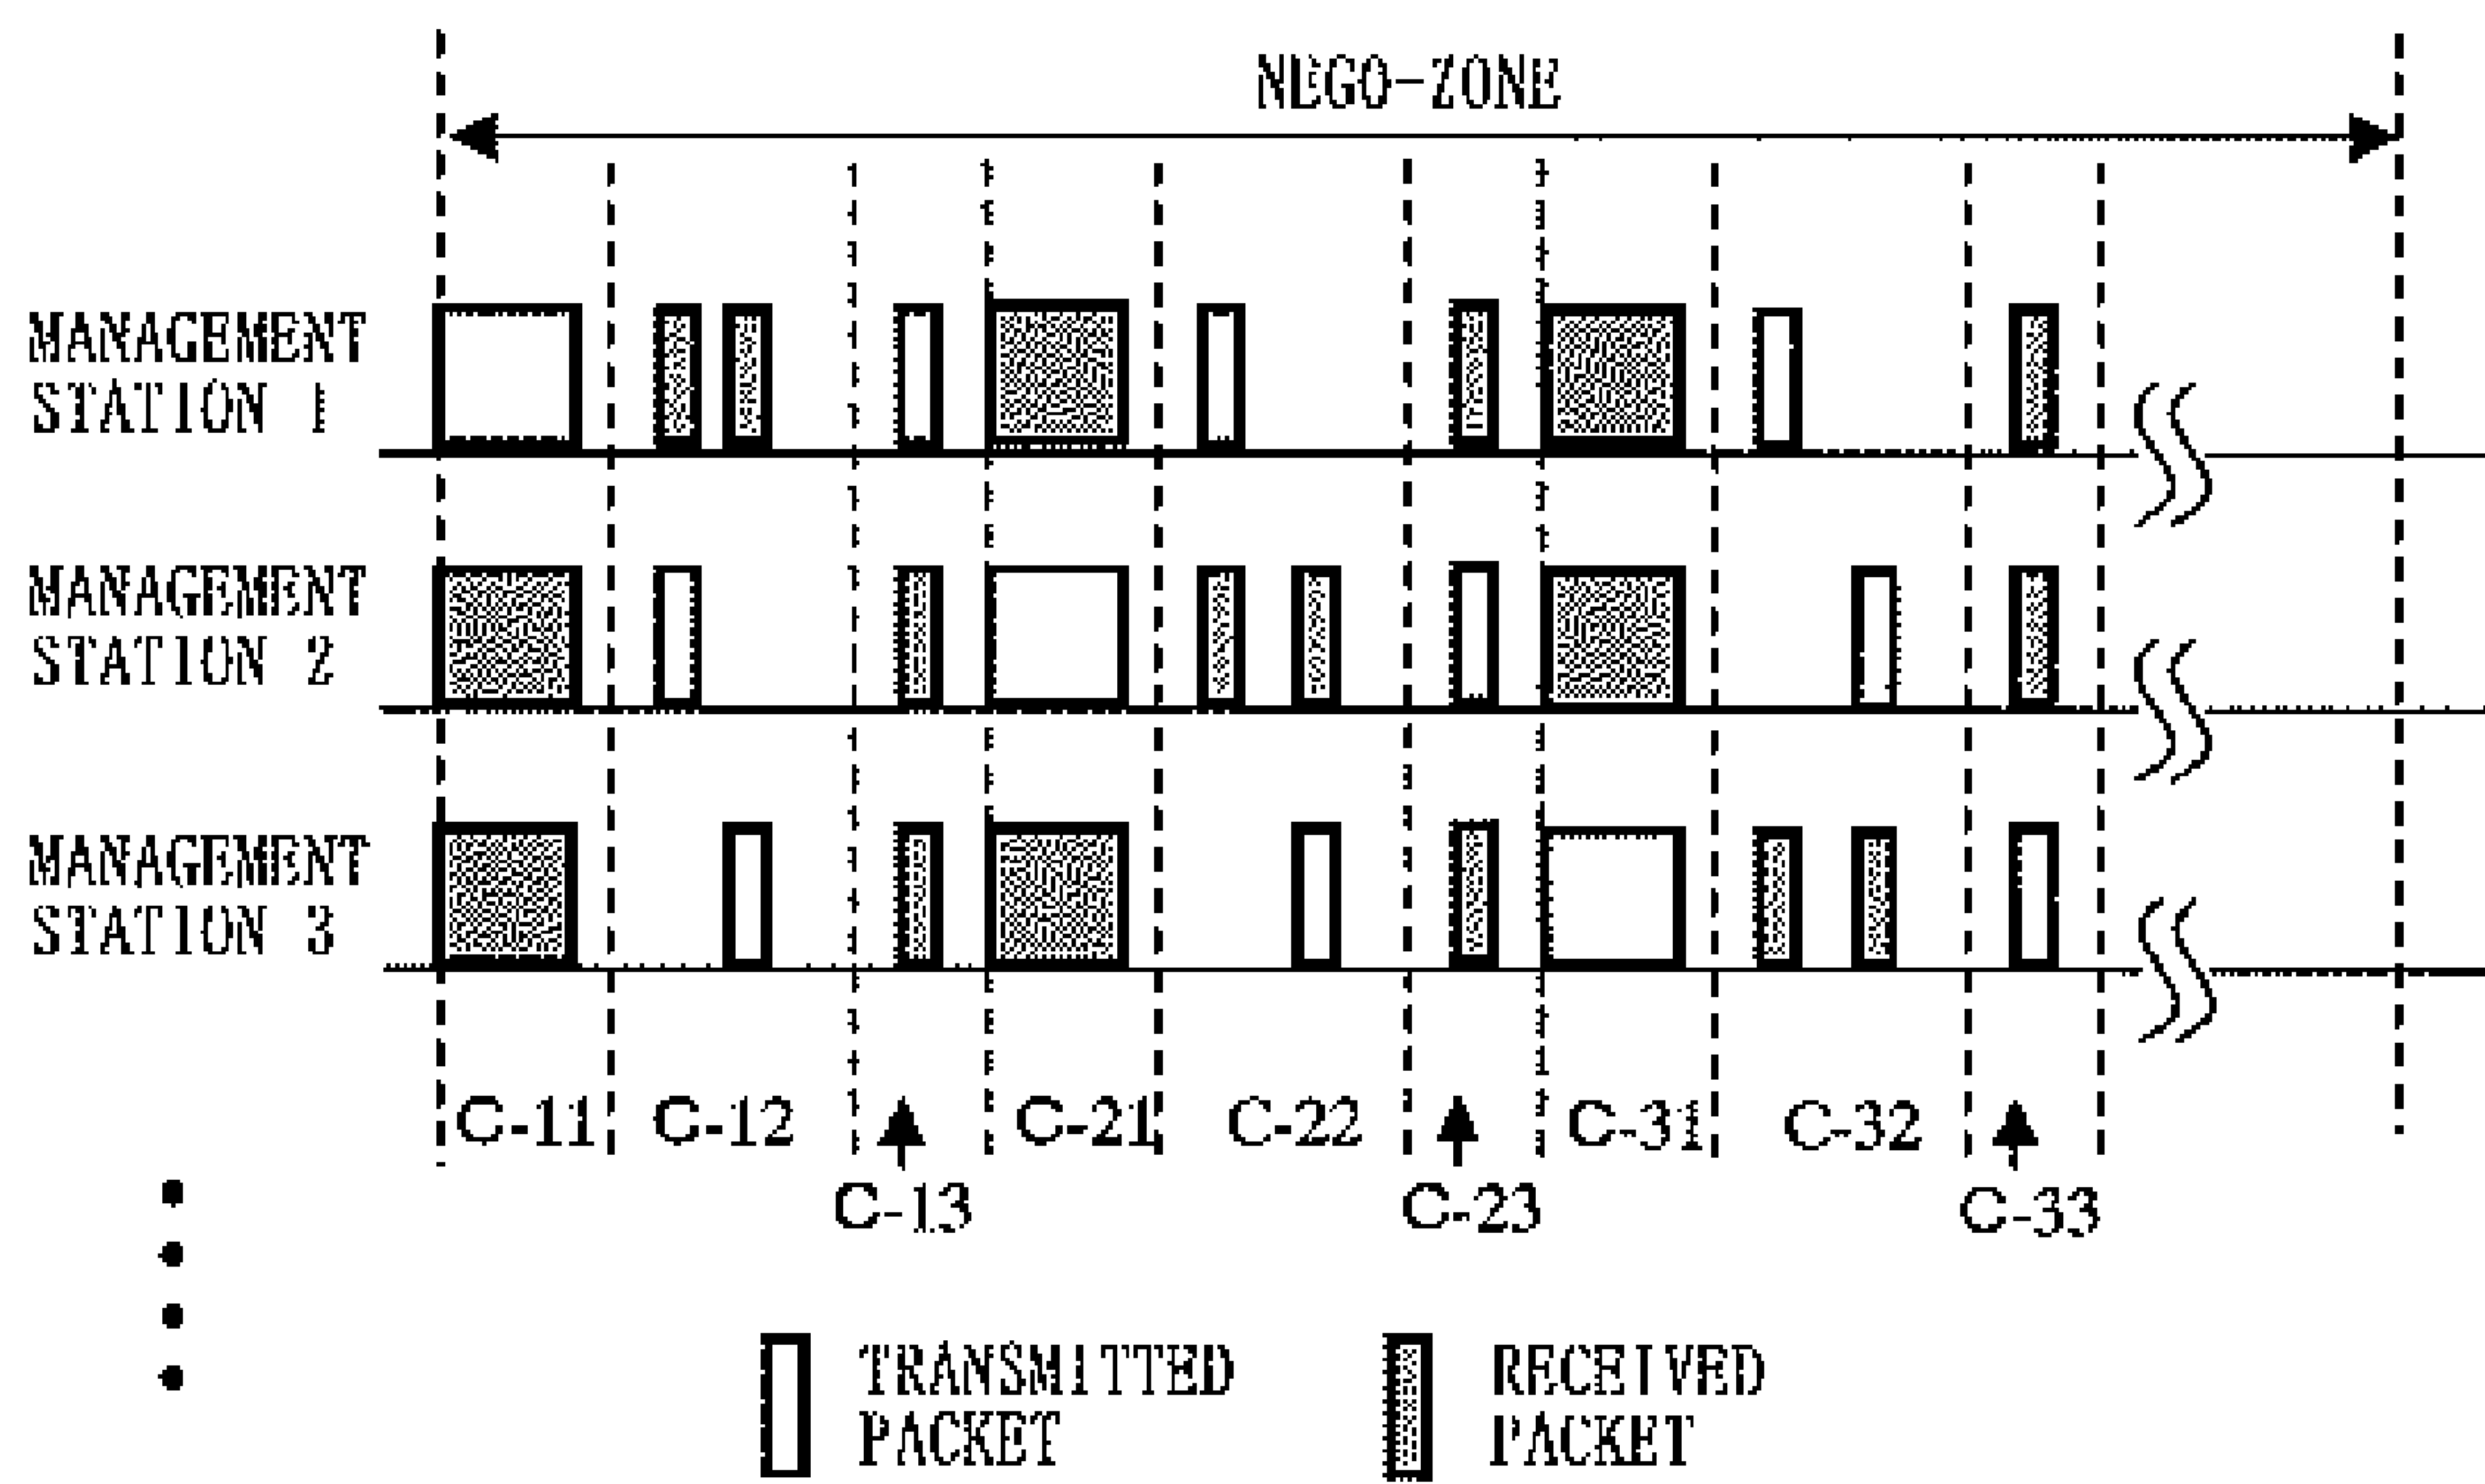 NEGO-ZONE
MANAGEMENT
STATION 1
MANAGEMENT
STATION 2
MANAGEMENT
STATION 3
C-11
C-12
C-21
C-22
C-31
C-32
C-13
C-23
C-33
TRANSMITTED
PACKET
RECEIVED
PACKET